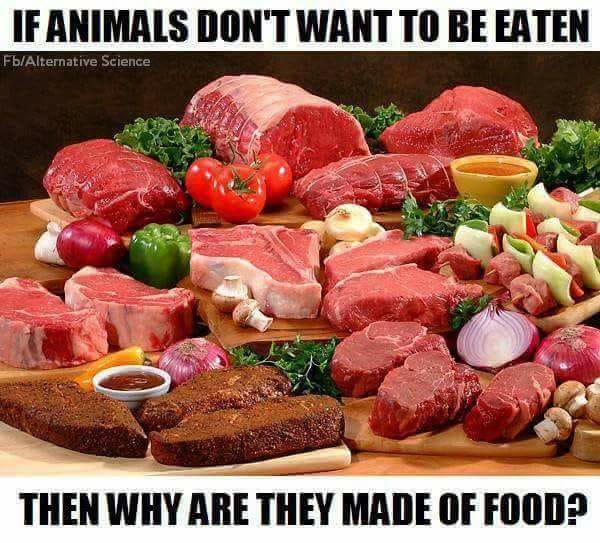 IF ANIMALS DON'T WANT TO BE EATEN
Fb/Alternative Science
THEN WHY ARE THEY MADE OF FOOD?